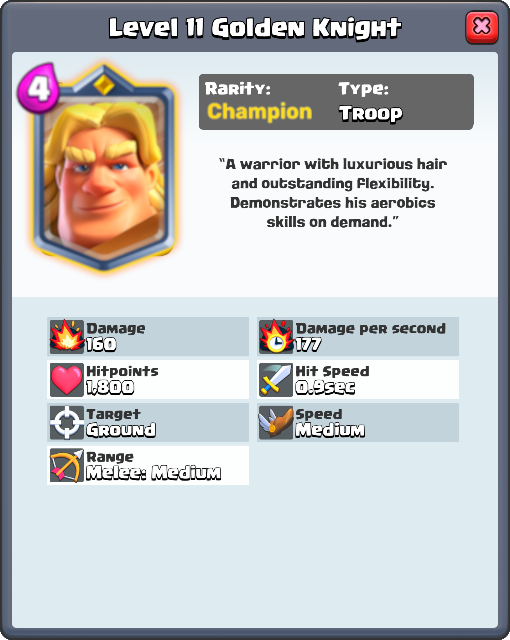 Level 11 Golden Knight
4
Rarity: Type:
Champion Troop
"A warrior with luxurious hair
and outstanding flexibility.
Demonstrates his aerobics
skills on demand."
Damage
160
Damage per second
177
Hitpoints
1,800
Hit Speed
0.9sec
Target
Ground
Speed
Medium
Range
Melee: Medium